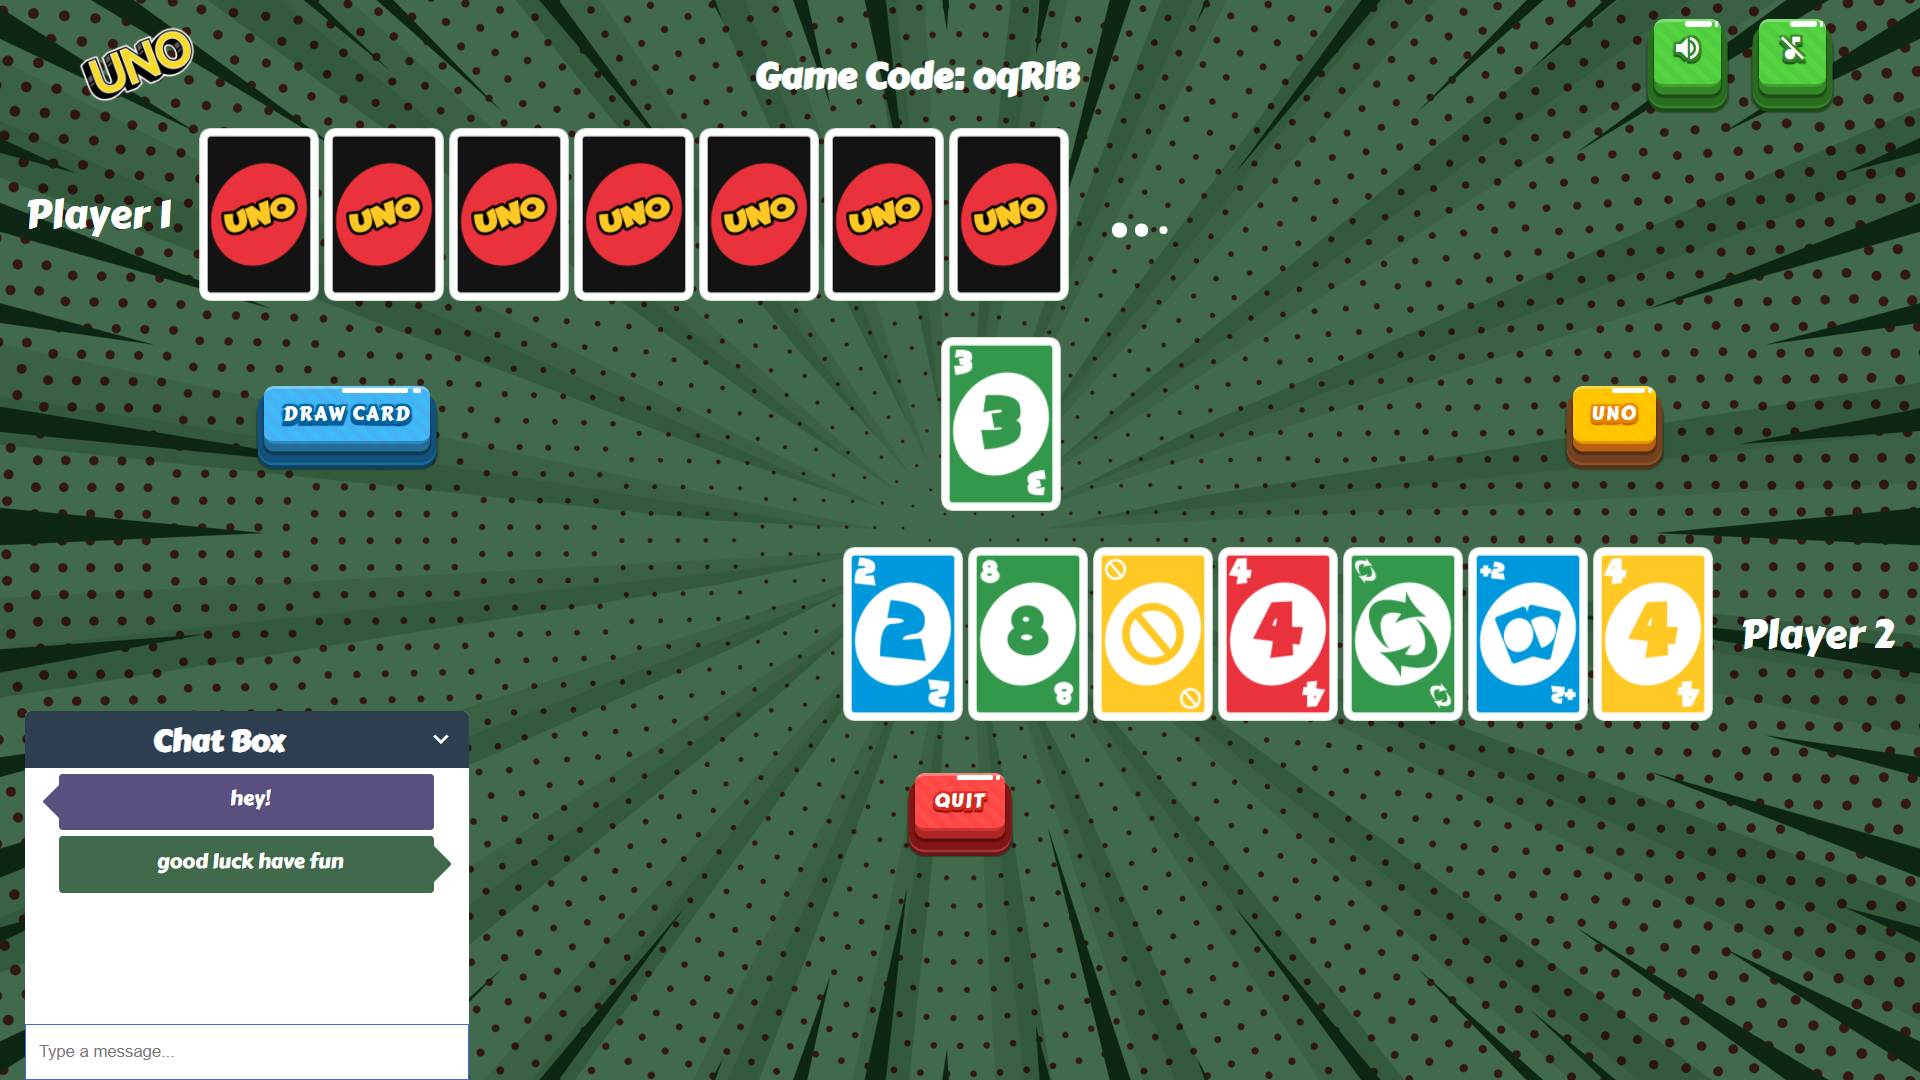 UNO
Game Code: oqRlB
Player 1
UNO UNO UNO UNO UNO UNO UNO
DRAW CARD
3
3
3
UNO
2 8 4 +2 4
2 8 4 4
2 8 4 +2 4
Player 2
Chat Box
hey!
good luck have fun
Type a message...
QUIT